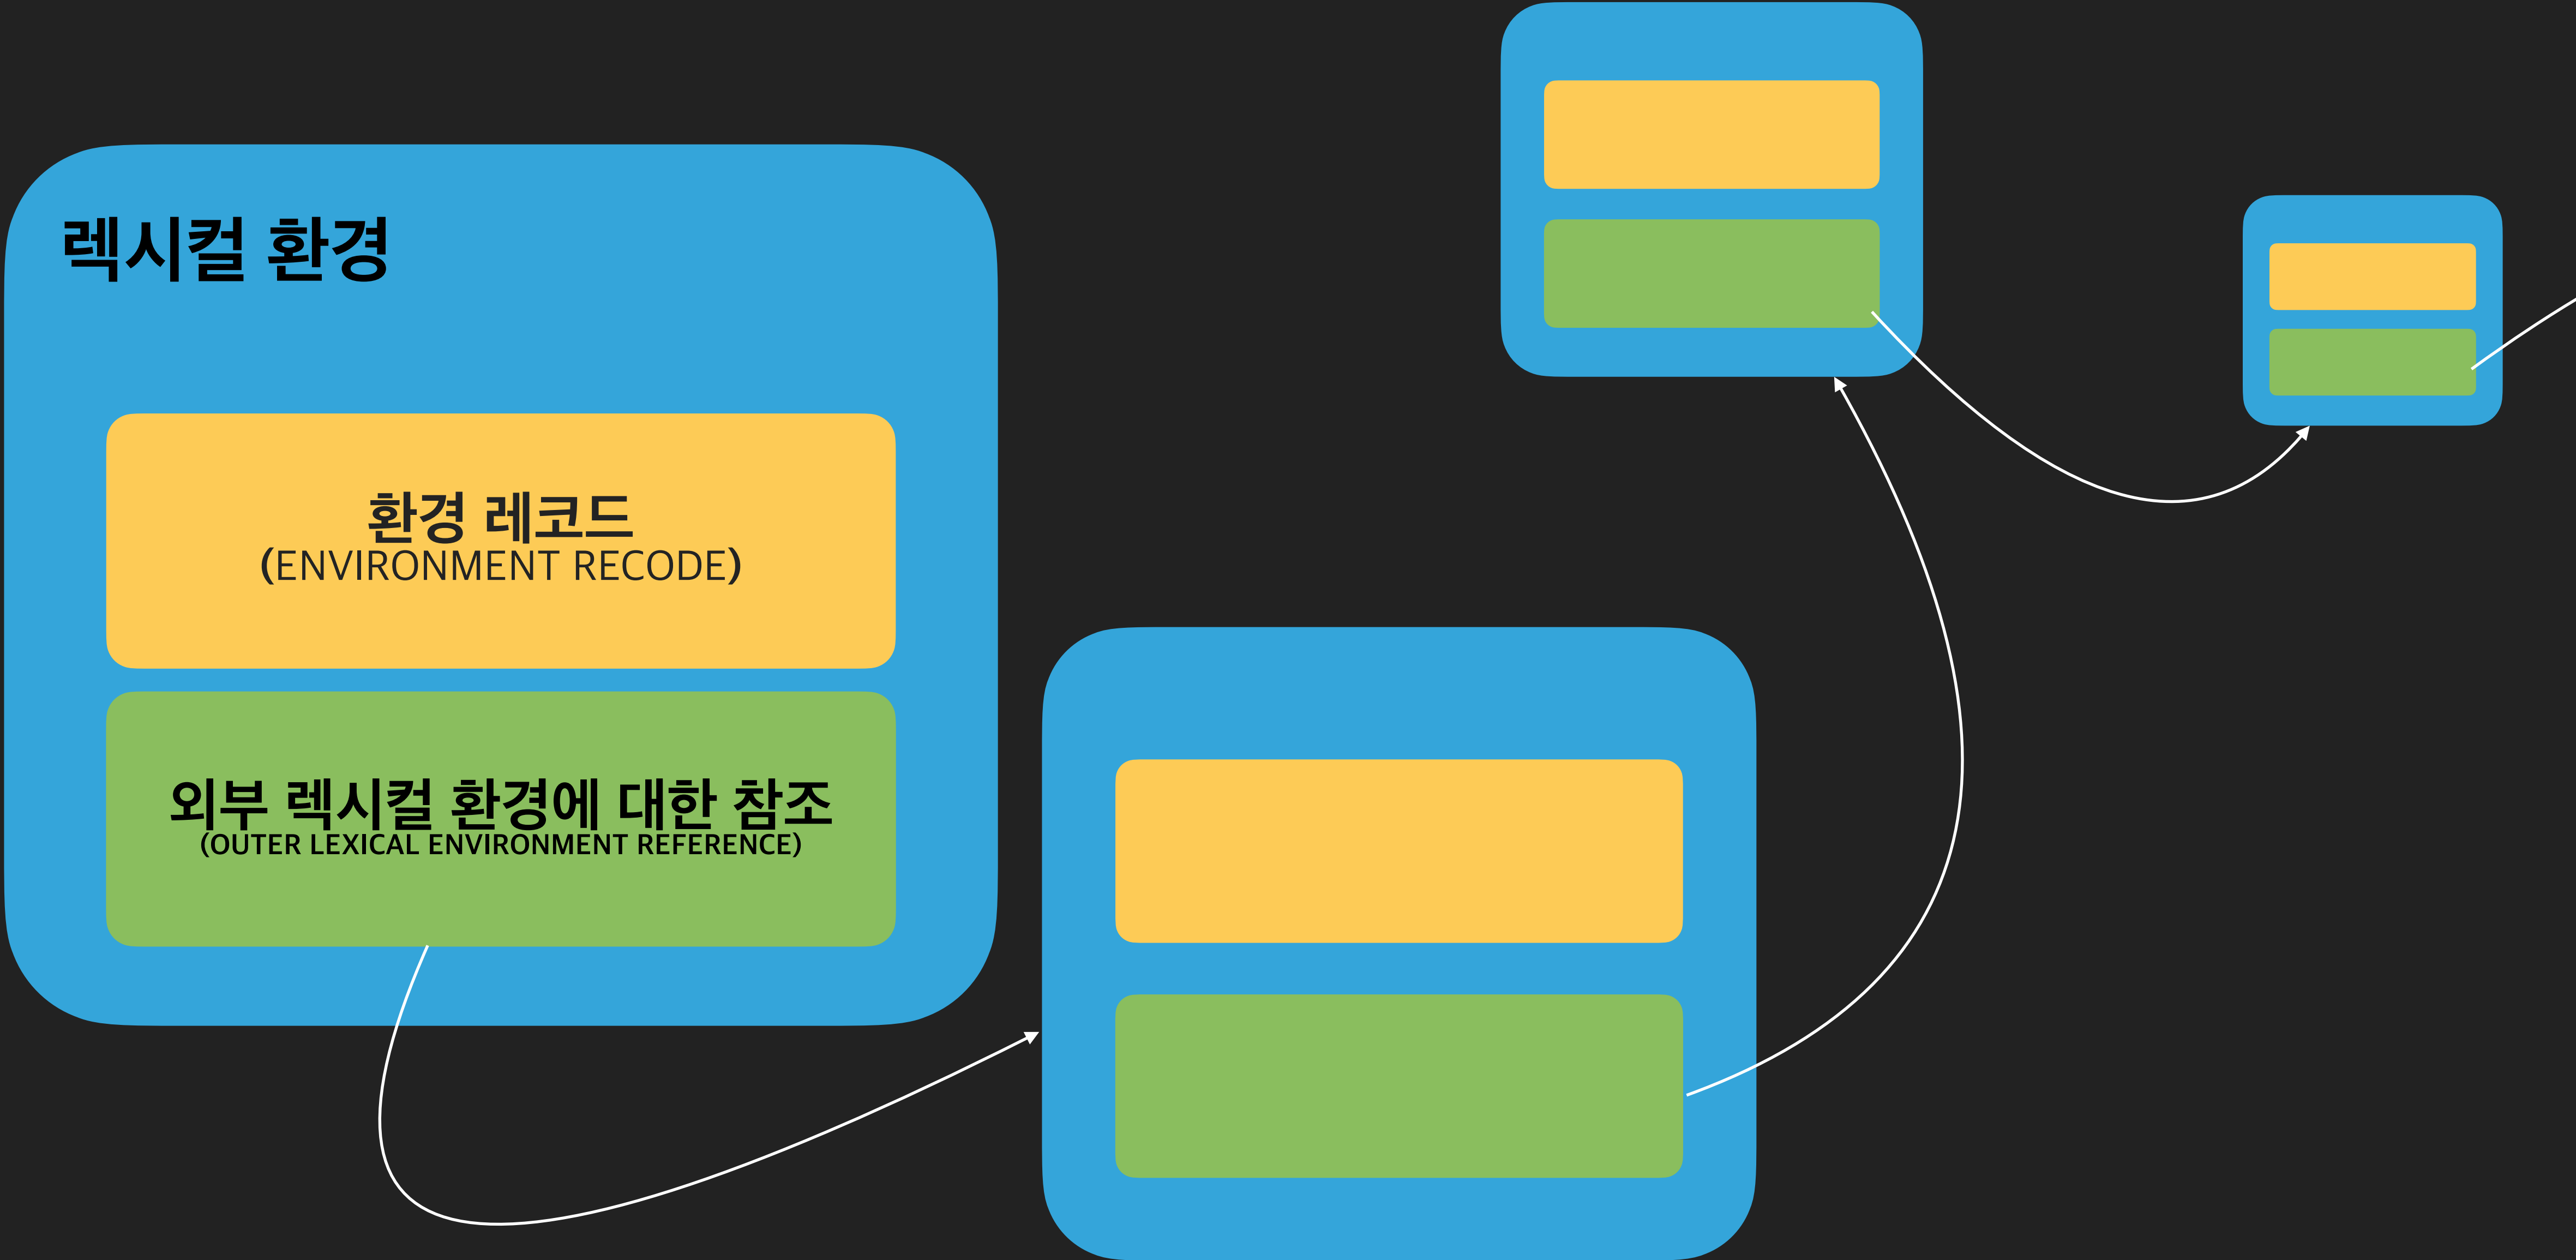 렉시컬 환경
환경 레코드
(ENVIRONMENT RECODE)
외부 렉시컬 환경에 대한 참조
(OUTER LEXICAL ENVIRONMENT REFERENCE)